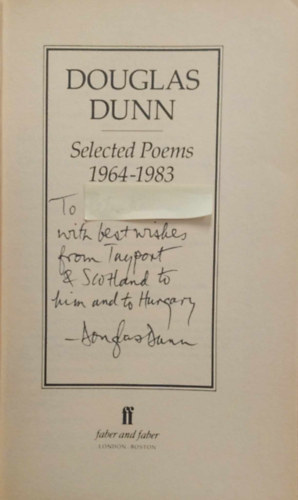 DOUGLAS
DUNN
Selected Poems
1964-1983
To
with best wishes
from Tayport
& Scotland to
him and to Hungary
—Douglas Dunn
ff
faber and faber
LONDON · BOSTON